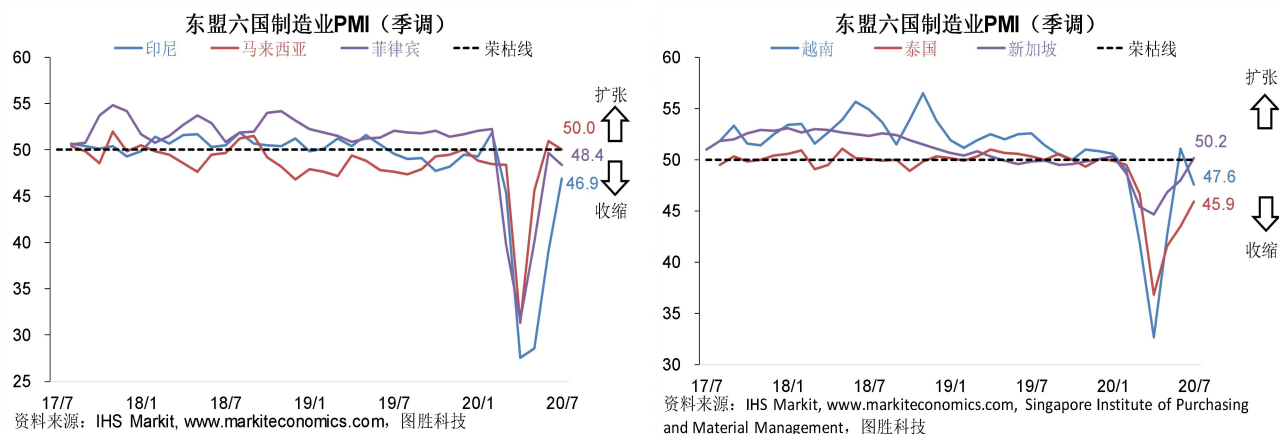 东盟六国制造业PMI（季调）
印尼 马来西亚 菲律宾 荣枯线
60
55
50
45
40
35
30
25
扩张
50.0
48.4
46.9
收缩
17/7 18/1 18/7 19/1 19/7 20/1 20/7
资料来源：IHS Markit, www.markiteconomics.com，图胜科技
东盟六国制造业PMI（季调）
越南 泰国 新加坡 荣枯线
60
55
50
45
40
35
30
扩张
50.2
47.6
45.9
收缩
17/7 18/1 18/7 19/1 19/7 20/1 20/7
资料来源：IHS Markit, www.markiteconomics.com, Singapore Institute of Purchasing
and Material Management，图胜科技